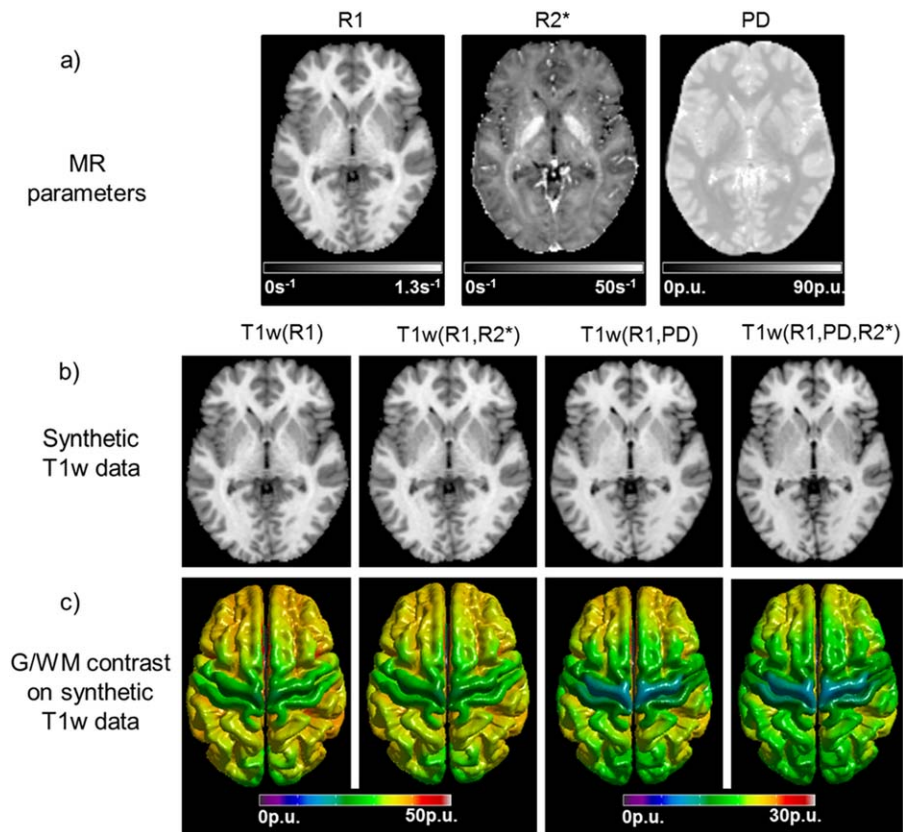 R1 R2* PD
a)
MR
parameters
0s⁻¹ 1.3s⁻¹ 0s⁻¹ 50s⁻¹ 0p.u. 90p.u.
T1w(R1) T1w(R1,R2*) T1w(R1,PD) T1w(R1,PD,R2*)
b)
Synthetic
T1w data
c)
G/WM contrast
on synthetic
T1w data
0p.u. 50p.u. 0p.u. 30p.u.